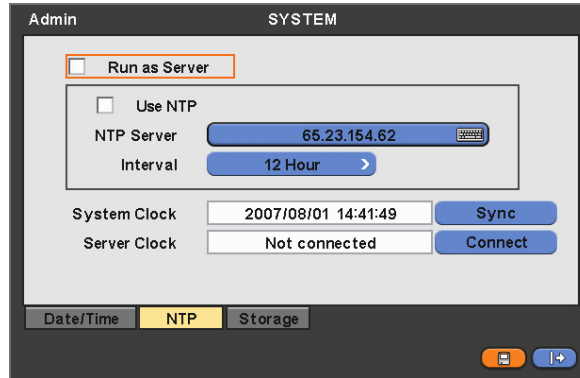 Admin SYSTEM
Run as Server
Use NTP
NTP Server 65.23.154.62
Interval 12 Hour
System Clock 2007/08/01 14:41:49 Sync
Server Clock Not connected Connect
Date/Time NTP Storage